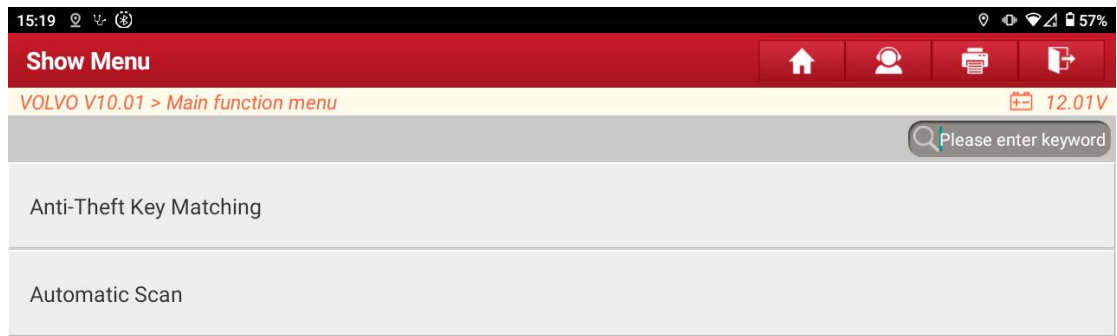 15:19 57%
Show Menu
VOLVO V10.01 > Main function menu 12.01V
Please enter keyword
Anti-Theft Key Matching
Automatic Scan